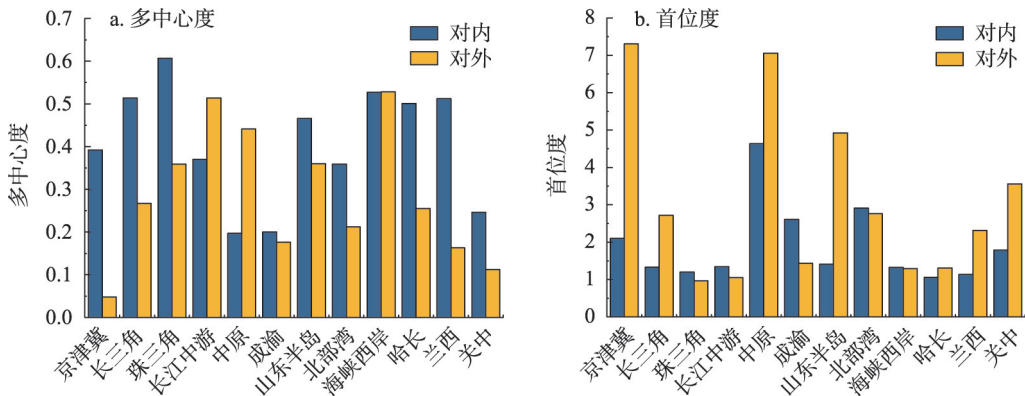 a. 多中心度
对内
对外
多中心度
0.7
0.6
0.5
0.4
0.3
0.2
0.1
0.0
京津冀
长三角
珠三角
长江中游
中原
成渝
山东半岛
北部湾
海峡西岸
哈长
兰西
关中
b. 首位度
对内
对外
首位度
8
7
6
5
4
3
2
1
0
京津冀
长三角
珠三角
长江中游
中原
成渝
山东半岛
北部湾
海峡西岸
哈长
兰西
关中